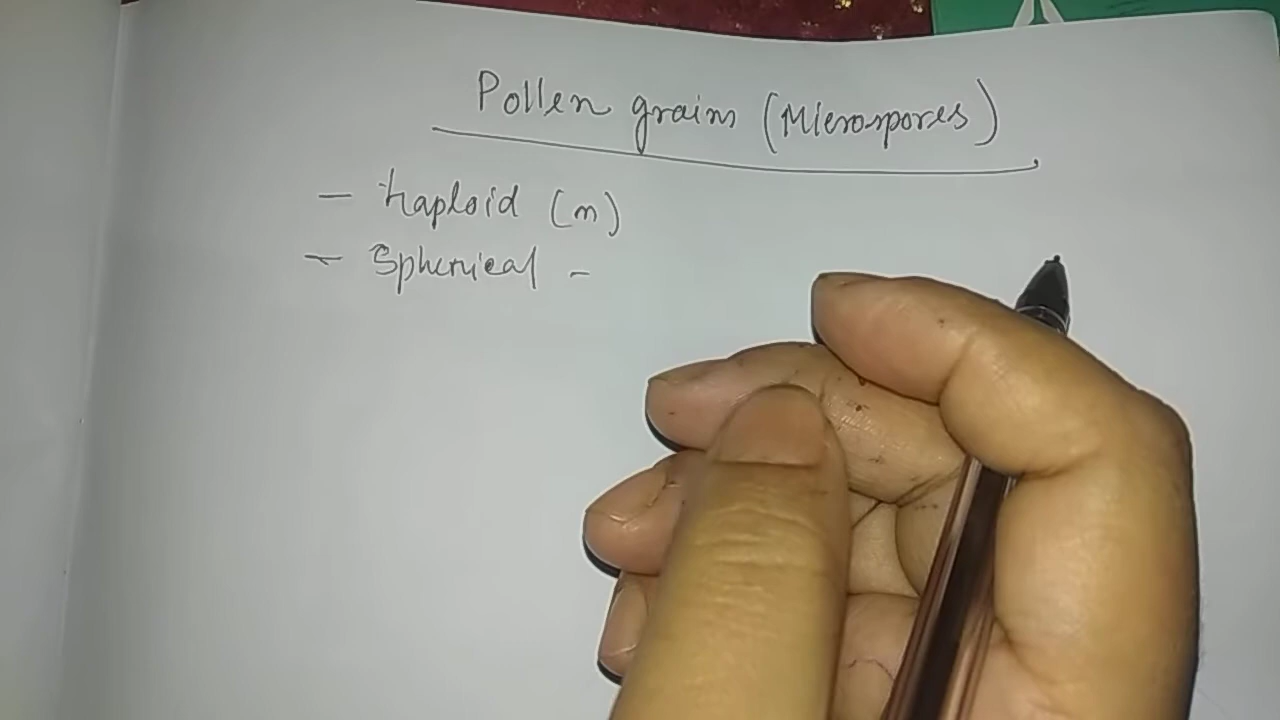 Pollen grains (Microspores)
- haploid (n)
- Spherical -